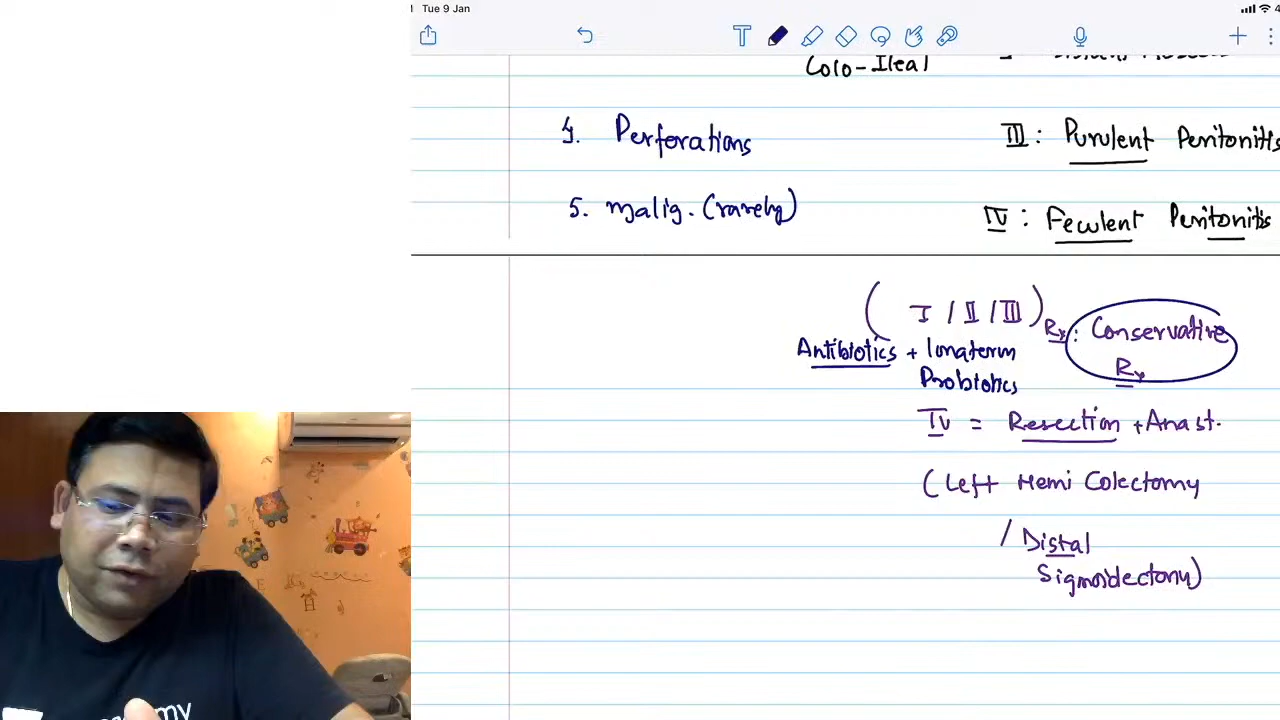 Tue 9 Jan
Colo-Ileal
4. Perforations
5. Malig. (rarely)
III : Purulent Peritonitis
IV : Feculent Peritonitis
( I / II / III ) Rx : Conservative Rx
Antibiotics + longterm
Probiotics
IV = Resection + Anast.
(Left Hemi Colectomy
/ Distal
Sigmoidectomy)
my